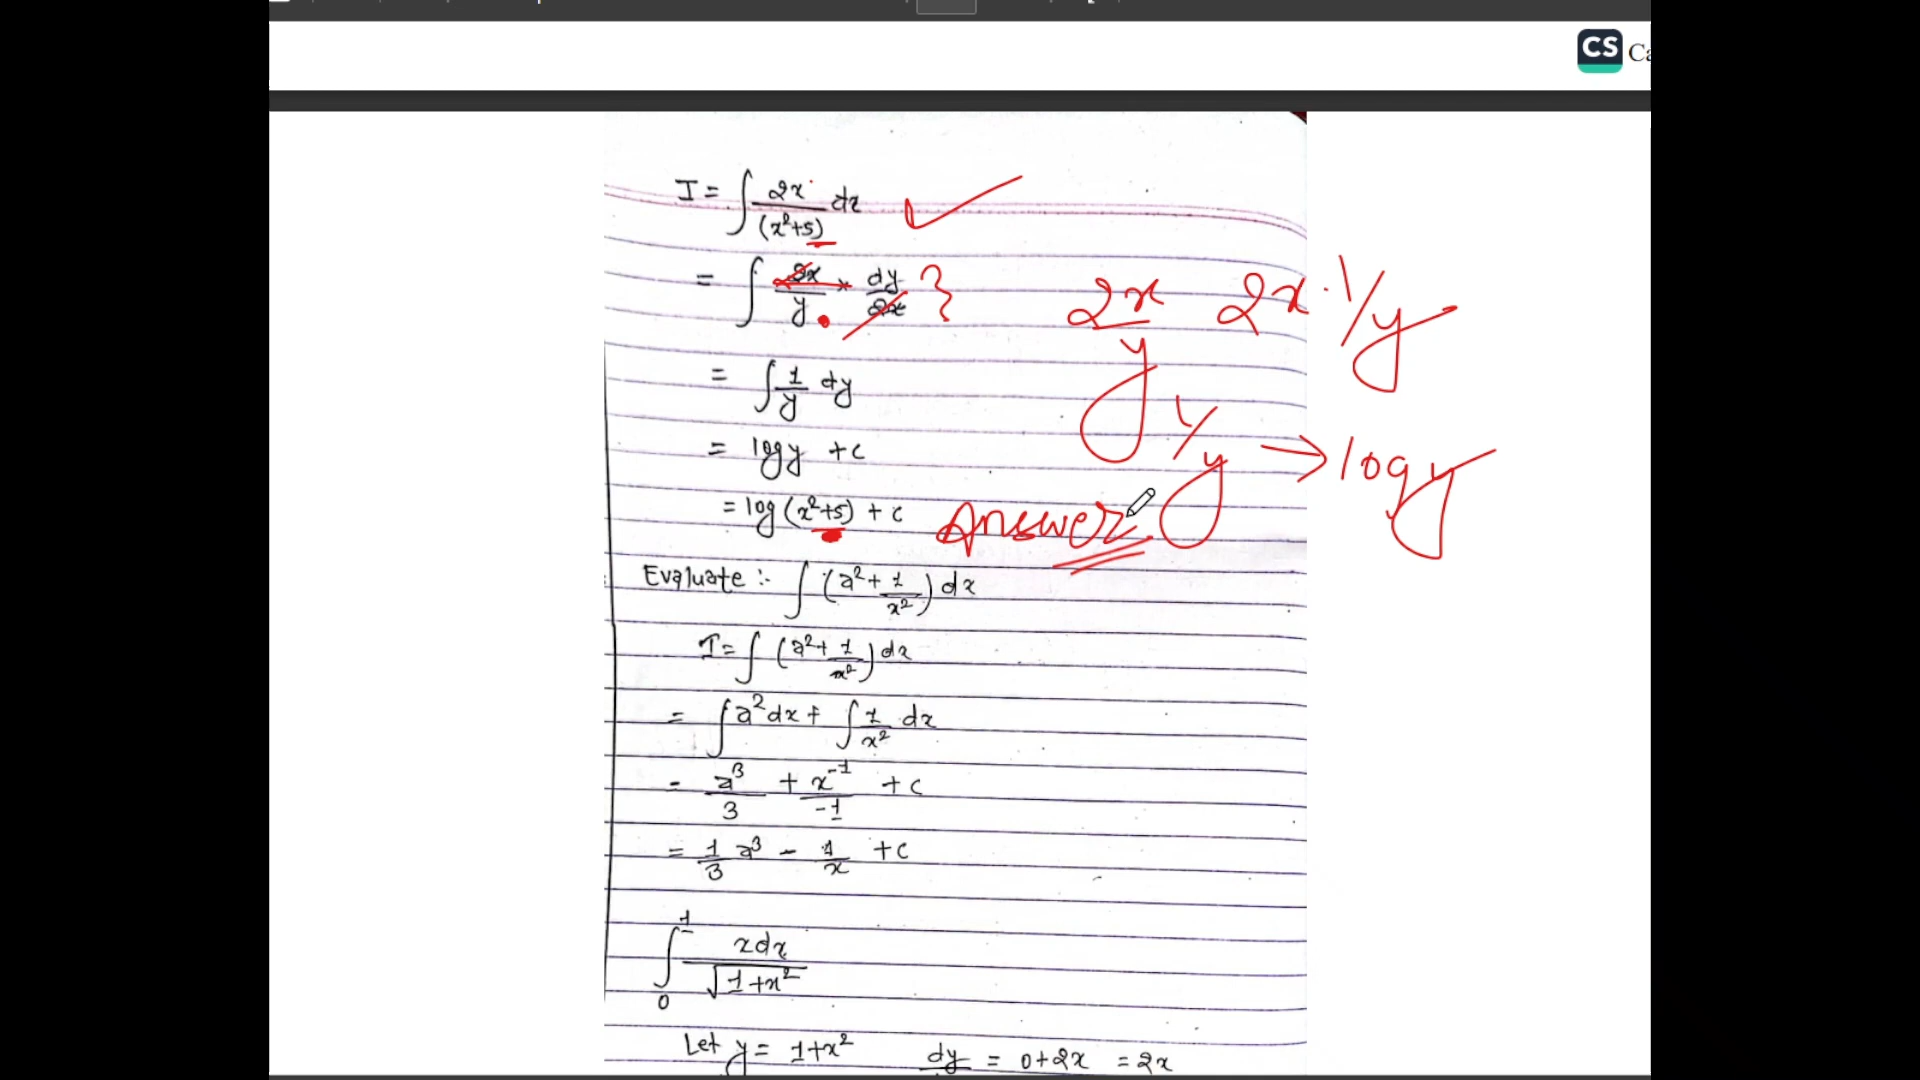 CS Ca
I = ∫ 2x/(x²+5) dx
= ∫ 2x/y × dy/2x } 2x/y 2x·1/y
= ∫ 1/y dy
= log y + c 1/y → log y
= log (x²+5) + c Answer
Evaluate :- ∫ (a² + 1/x²) dx
I = ∫ (a² + 1/x²) dx
= ∫ a² dx + ∫ 1/x² dx
= a³/3 + x⁻¹/-1 + c
= 1/3 a³ - 1/x + c
∫₀¹ xdx/√1+x²
Let y = 1+x² dy = 0+2x = 2x